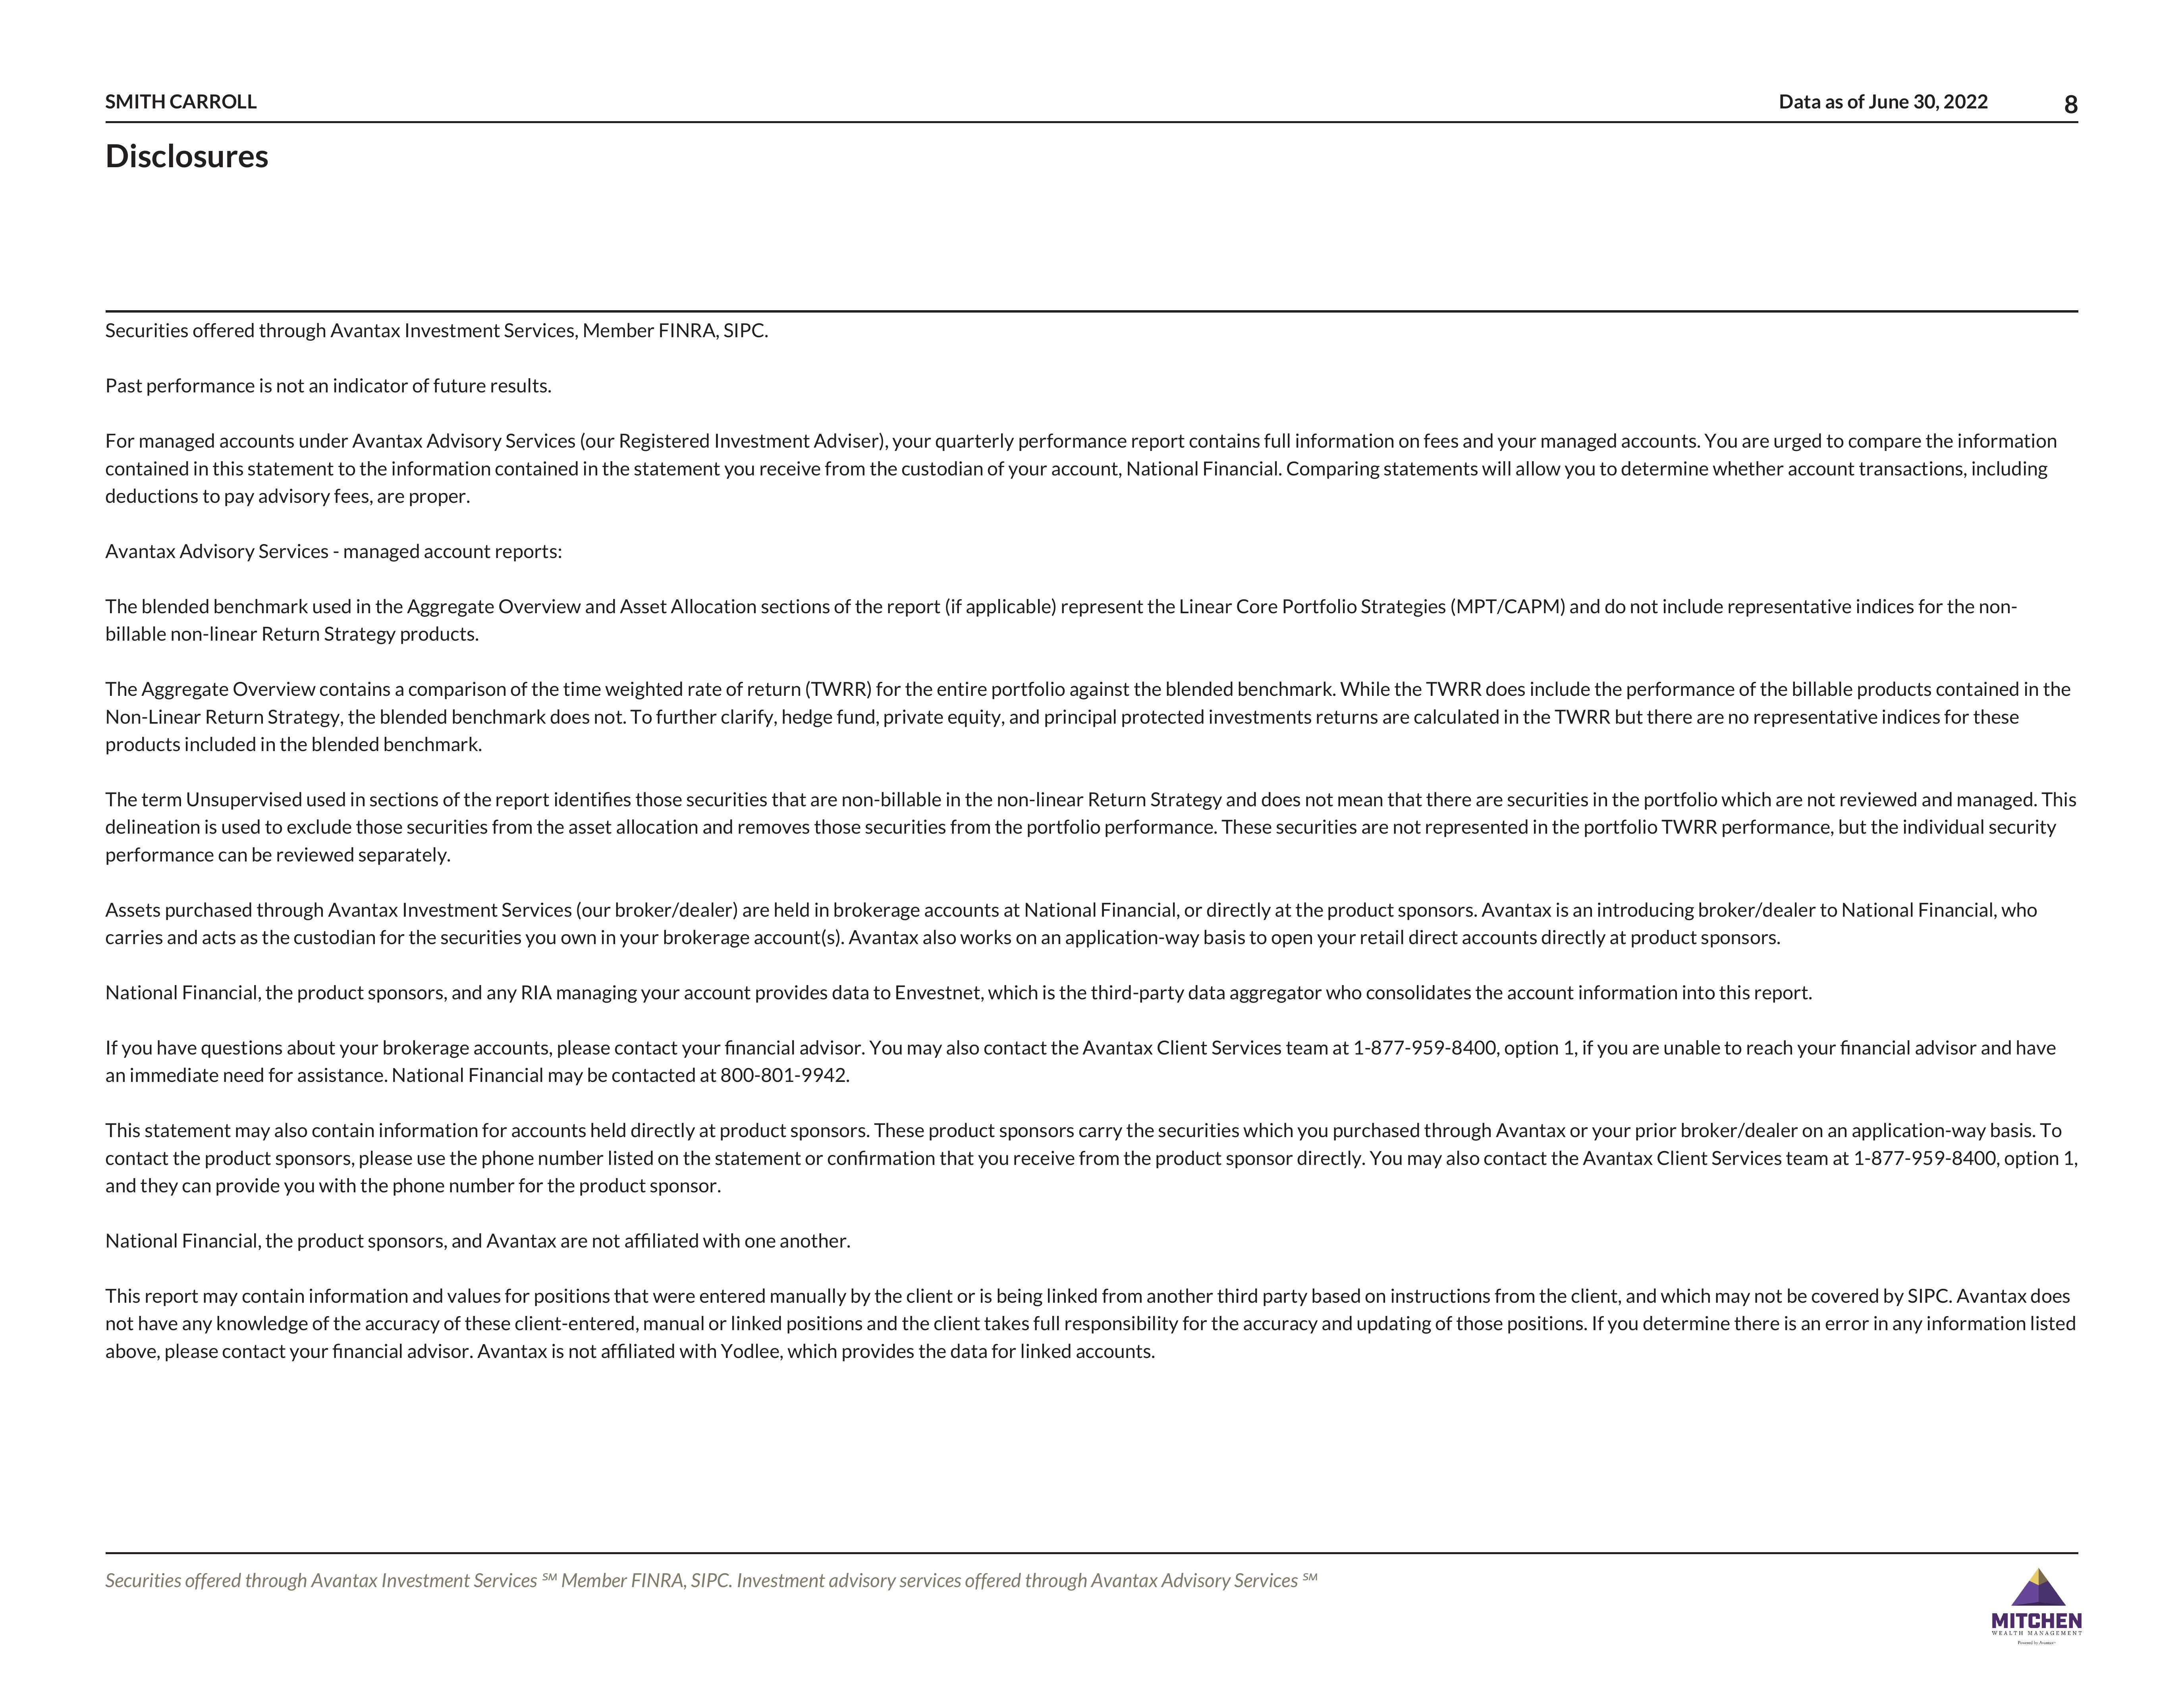 SMITH CARROLL
Data as of June 30, 2022
8
Disclosures
Securities offered through Avantax Investment Services, Member FINRA, SIPC.
Past performance is not an indicator of future results.
For managed accounts under Avantax Advisory Services (our Registered Investment Adviser), your quarterly performance report contains full information on fees and your managed accounts. You are urged to compare the information
contained in this statement to the information contained in the statement you receive from the custodian of your account, National Financial. Comparing statements will allow you to determine whether account transactions, including
deductions to pay advisory fees, are proper.
Avantax Advisory Services - managed account reports:
The blended benchmark used in the Aggregate Overview and Asset Allocation sections of the report (if applicable) represent the Linear Core Portfolio Strategies (MPT/CAPM) and do not include representative indices for the non-
billable non-linear Return Strategy products.
The Aggregate Overview contains a comparison of the time weighted rate of return (TWRR) for the entire portfolio against the blended benchmark. While the TWRR does include the performance of the billable products contained in the
Non-Linear Return Strategy, the blended benchmark does not. To further clarify, hedge fund, private equity, and principal protected investments returns are calculated in the TWRR but there are no representative indices for these
products included in the blended benchmark.
The term Unsupervised used in sections of the report identifies those securities that are non-billable in the non-linear Return Strategy and does not mean that there are securities in the portfolio which are not reviewed and managed. This
delineation is used to exclude those securities from the asset allocation and removes those securities from the portfolio performance. These securities are not represented in the portfolio TWRR performance, but the individual security
performance can be reviewed separately.
Assets purchased through Avantax Investment Services (our broker/dealer) are held in brokerage accounts at National Financial, or directly at the product sponsors. Avantax is an introducing broker/dealer to National Financial, who
carries and acts as the custodian for the securities you own in your brokerage account(s). Avantax also works on an application-way basis to open your retail direct accounts directly at product sponsors.
National Financial, the product sponsors, and any RIA managing your account provides data to Envestnet, which is the third-party data aggregator who consolidates the account information into this report.
If you have questions about your brokerage accounts, please contact your financial advisor. You may also contact the Avantax Client Services team at 1-877-959-8400, option 1, if you are unable to reach your financial advisor and have
an immediate need for assistance. National Financial may be contacted at 800-801-9942.
This statement may also contain information for accounts held directly at product sponsors. These product sponsors carry the securities which you purchased through Avantax or your prior broker/dealer on an application-way basis. To
contact the product sponsors, please use the phone number listed on the statement or confirmation that you receive from the product sponsor directly. You may also contact the Avantax Client Services team at 1-877-959-8400, option 1,
and they can provide you with the phone number for the product sponsor.
National Financial, the product sponsors, and Avantax are not affiliated with one another.
This report may contain information and values for positions that were entered manually by the client or is being linked from another third party based on instructions from the client, and which may not be covered by SIPC. Avantax does
not have any knowledge of the accuracy of these client-entered, manual or linked positions and the client takes full responsibility for the accuracy and updating of those positions. If you determine there is an error in any information listed
above, please contact your financial advisor. Avantax is not affiliated with Yodlee, which provides the data for linked accounts.
Securities offered through Avantax Investment Services ℠ Member FINRA, SIPC. Investment advisory services offered through Avantax Advisory Services ℠
MITCHEN
WEALTH MANAGEMENT
Powered by Avantax